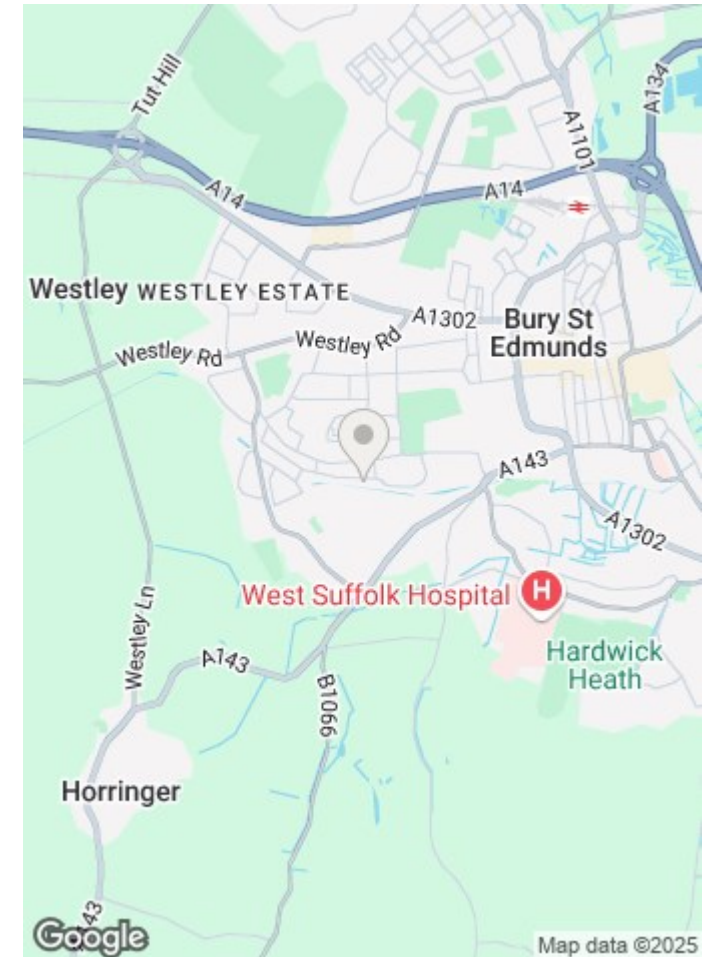 Tut Hill
A134
A1101
A14
A14
Westley
WESTLEY ESTATE
A1302
Bury St
Edmunds
Westley Rd
Westley Rd
A143
A1302
West Suffolk Hospital
H
Hardwick
Heath
Westley Ln
A143
B1066
Horringer
A143
Google
Map data ©2025